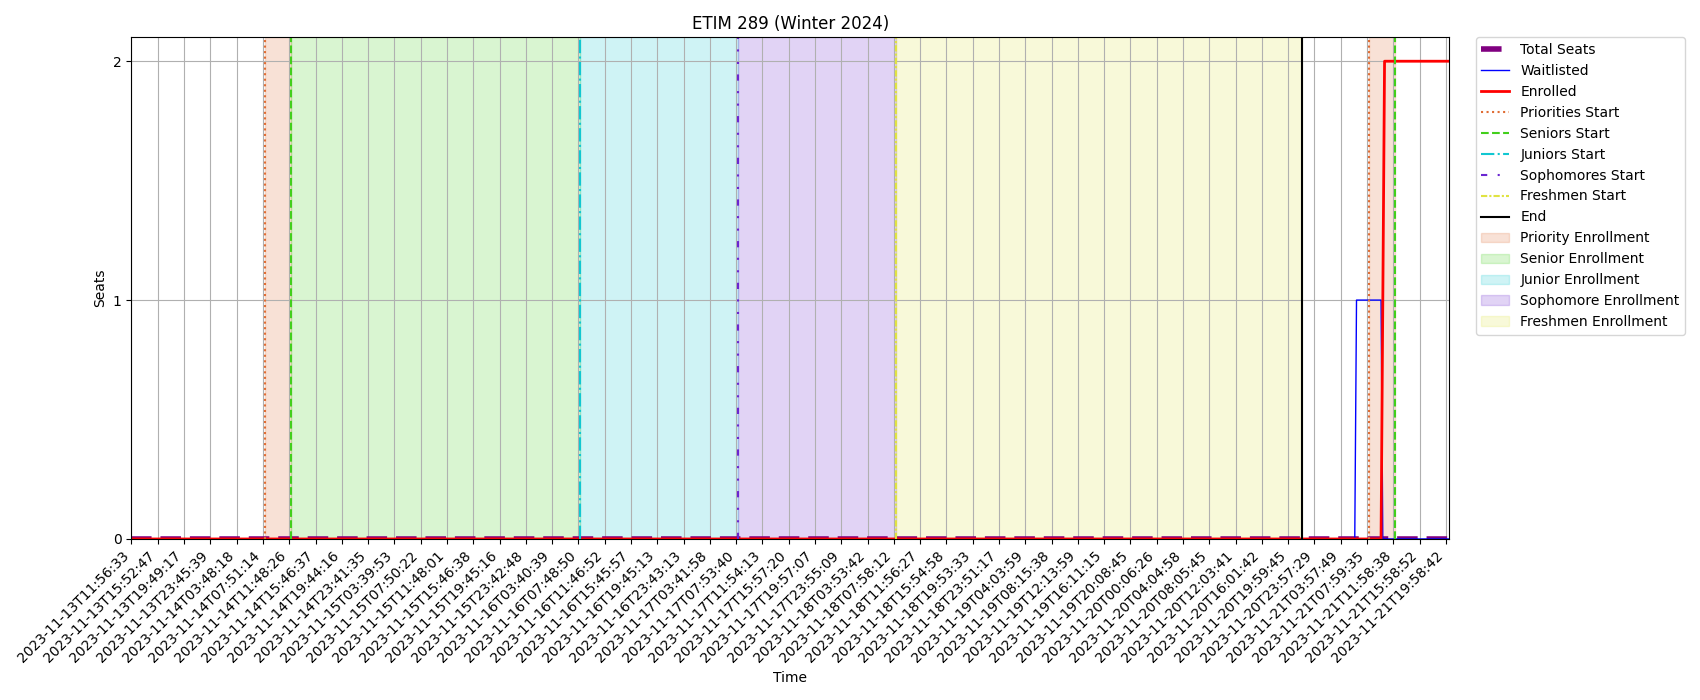 ETIM 289 (Winter 2024)
Seats
2
1
0
2023-11-13T11:56:33
2023-11-13T15:52:47
2023-11-13T19:49:17
2023-11-13T23:45:39
2023-11-14T03:48:18
2023-11-14T07:51:14
2023-11-14T11:48:26
2023-11-14T15:46:37
2023-11-14T19:44:16
2023-11-14T23:41:35
2023-11-15T03:39:53
2023-11-15T07:50:22
2023-11-15T11:48:01
2023-11-15T15:46:38
2023-11-15T19:45:16
2023-11-15T23:42:48
2023-11-16T03:40:39
2023-11-16T07:48:50
2023-11-16T11:46:52
2023-11-16T15:45:57
2023-11-16T19:45:13
2023-11-16T23:43:13
2023-11-17T03:41:58
2023-11-17T07:53:40
2023-11-17T11:54:13
2023-11-17T15:57:20
2023-11-17T19:57:07
2023-11-17T23:55:09
2023-11-18T03:53:42
2023-11-18T07:58:12
2023-11-18T11:56:27
2023-11-18T15:54:58
2023-11-18T19:53:33
2023-11-18T23:51:17
2023-11-19T04:03:59
2023-11-19T08:15:38
2023-11-19T12:13:59
2023-11-19T16:11:15
2023-11-19T20:08:45
2023-11-20T00:06:26
2023-11-20T04:04:58
2023-11-20T08:05:45
2023-11-20T12:03:41
2023-11-20T16:01:42
2023-11-20T19:59:45
2023-11-20T23:57:29
2023-11-21T03:57:49
2023-11-21T07:59:35
2023-11-21T11:58:38
2023-11-21T15:58:52
2023-11-21T19:58:42
Time
Total Seats
Waitlisted
Enrolled
Priorities Start
Seniors Start
Juniors Start
Sophomores Start
Freshmen Start
End
Priority Enrollment
Senior Enrollment
Junior Enrollment
Sophomore Enrollment
Freshmen Enrollment